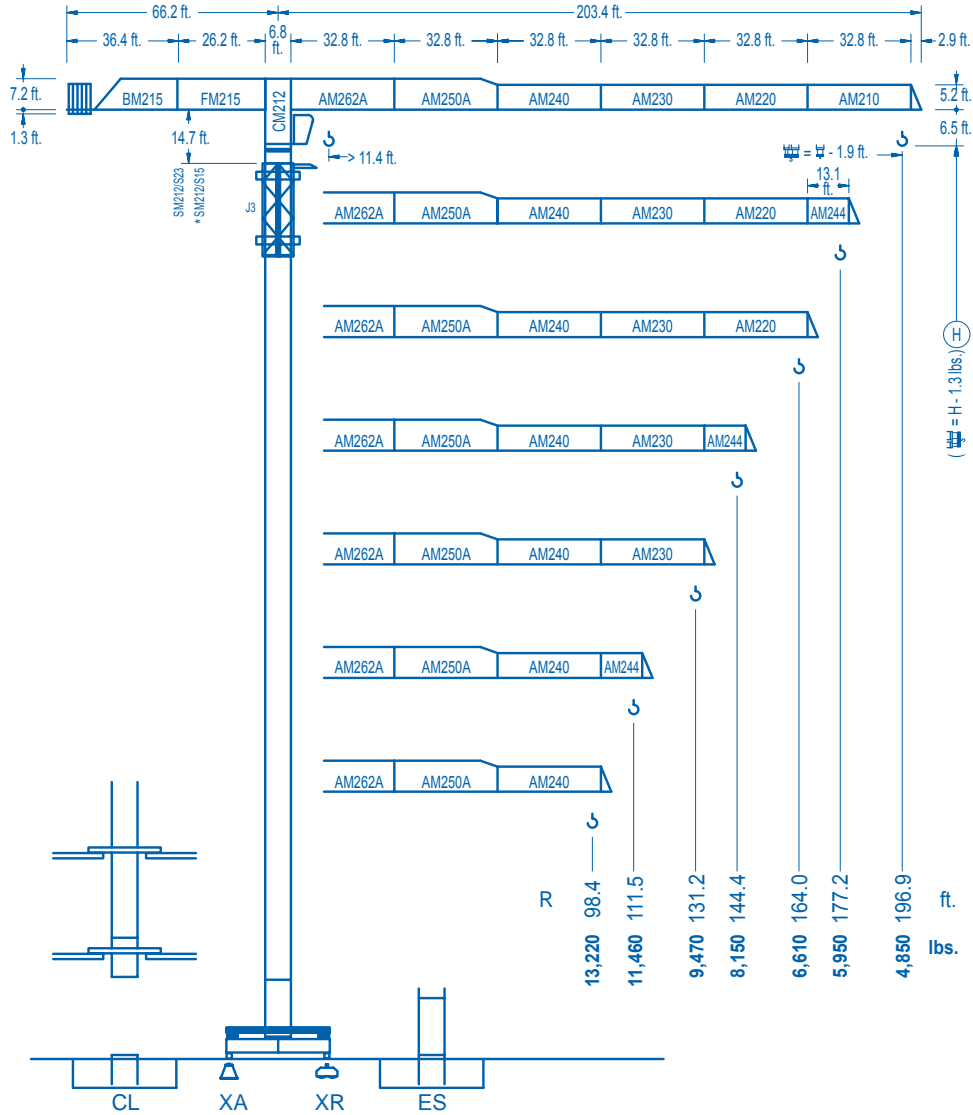 66.2 ft. 203.4 ft.
36.4 ft. 26.2 ft. 6.8 ft. 32.8 ft. 32.8 ft. 32.8 ft. 32.8 ft. 32.8 ft. 32.8 ft. 2.9 ft.
7.2 ft. BM215 FM215 CM212 AM262A AM250A AM240 AM230 AM220 AM210 5.2 ft.
1.3 ft. 14.7 ft. 6.5 ft.
> 11.4 ft. = - 1.9 ft.
13.1 ft.
SM212/S23
* SM212/S15
J3
AM262A AM250A AM240 AM230 AM220 AM244
AM262A AM250A AM240 AM230 AM220
H
( = H - 1.3 lbs.)
AM262A AM250A AM240 AM230 AM244
AM262A AM250A AM240 AM230
AM262A AM250A AM240 AM244
AM262A AM250A AM240
R 98.4 111.5 131.2 144.4 164.0 177.2 196.9 ft.
13,220 11,460 9,470 8,150 6,610 5,950 4,850 lbs.
CL XA XR ES